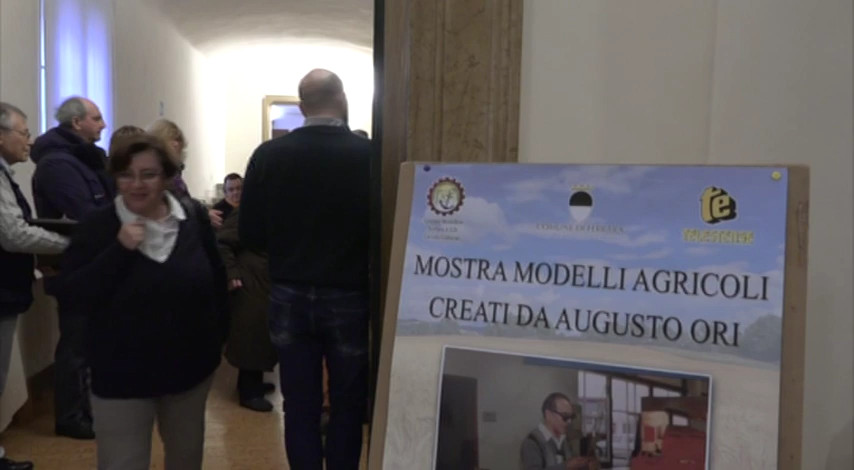 COMUNE DI FERRARA
MOSTRA MODELLI AGRICOLI
CREATI DA AUGUSTO ORI